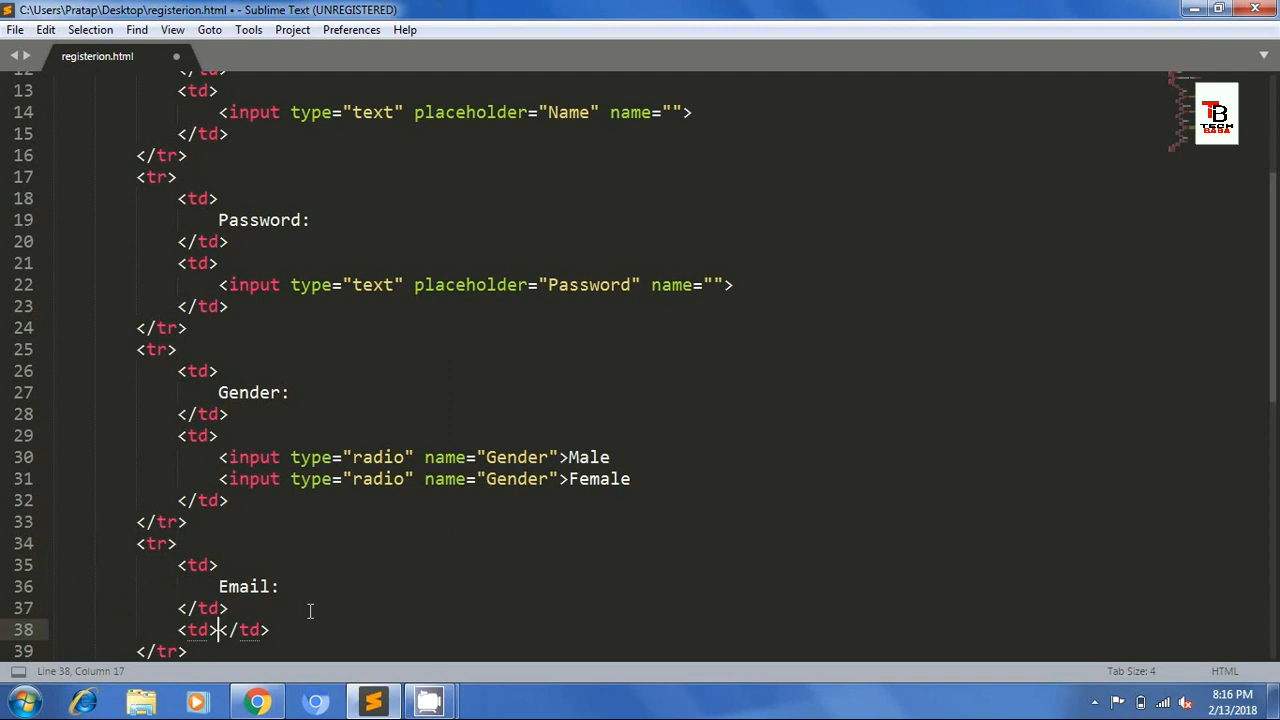 C:\Users\Pratap\Desktop\registerion.html • - Sublime Text (UNREGISTERED)
File Edit Selection Find View Goto Tools Project Preferences Help
registerion.html
TB
TECH
BABA
12 </td>
13 <td>
14 <input type="text" placeholder="Name" name="">
15 </td>
16 </tr>
17 <tr>
18 <td>
19 Password:
20 </td>
21 <td>
22 <input type="text" placeholder="Password" name="">
23 </td>
24 </tr>
25 <tr>
26 <td>
27 Gender:
28 </td>
29 <td>
30 <input type="radio" name="Gender">Male
31 <input type="radio" name="Gender">Female
32 </td>
33 </tr>
34 <tr>
35 <td>
36 Email:
37 </td>
38 <td></td>
39 </tr>
Line 38, Column 17 Tab Size: 4 HTML
8:16 PM
2/13/2018